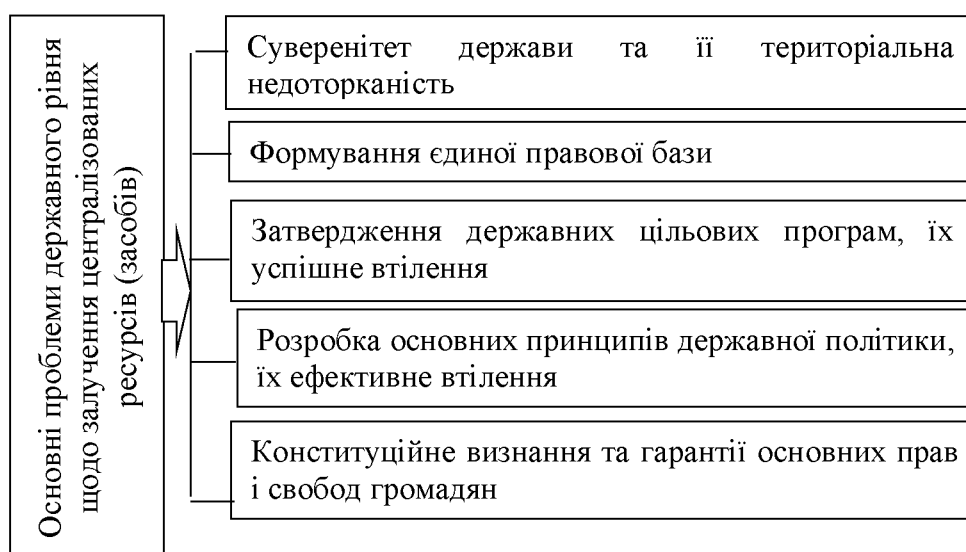 Основні проблеми державного рівня
щодо залучення централізованих
ресурсів (засобів)
Суверенітет держави та її територіальна
недоторканість
Формування єдиної правової бази
Затвердження державних цільових програм, їх
успішне втілення
Розробка основних принципів державної політики,
їх ефективне втілення
Конституційне визнання та гарантії основних прав
і свобод громадян